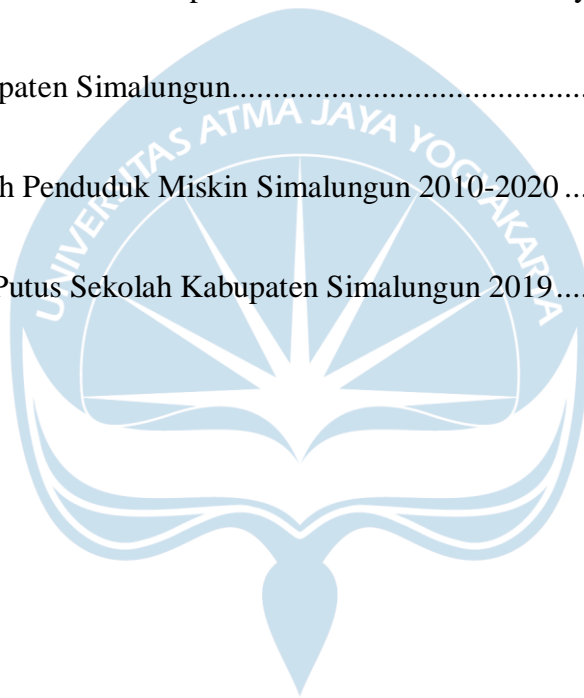 paten Simalungun........................................
h Penduduk Miskin Simalungun 2010-2020 ...
Putus Sekolah Kabupaten Simalungun 2019 ....
UNIVERSITAS ATMA JAYA YOGYAKARTA